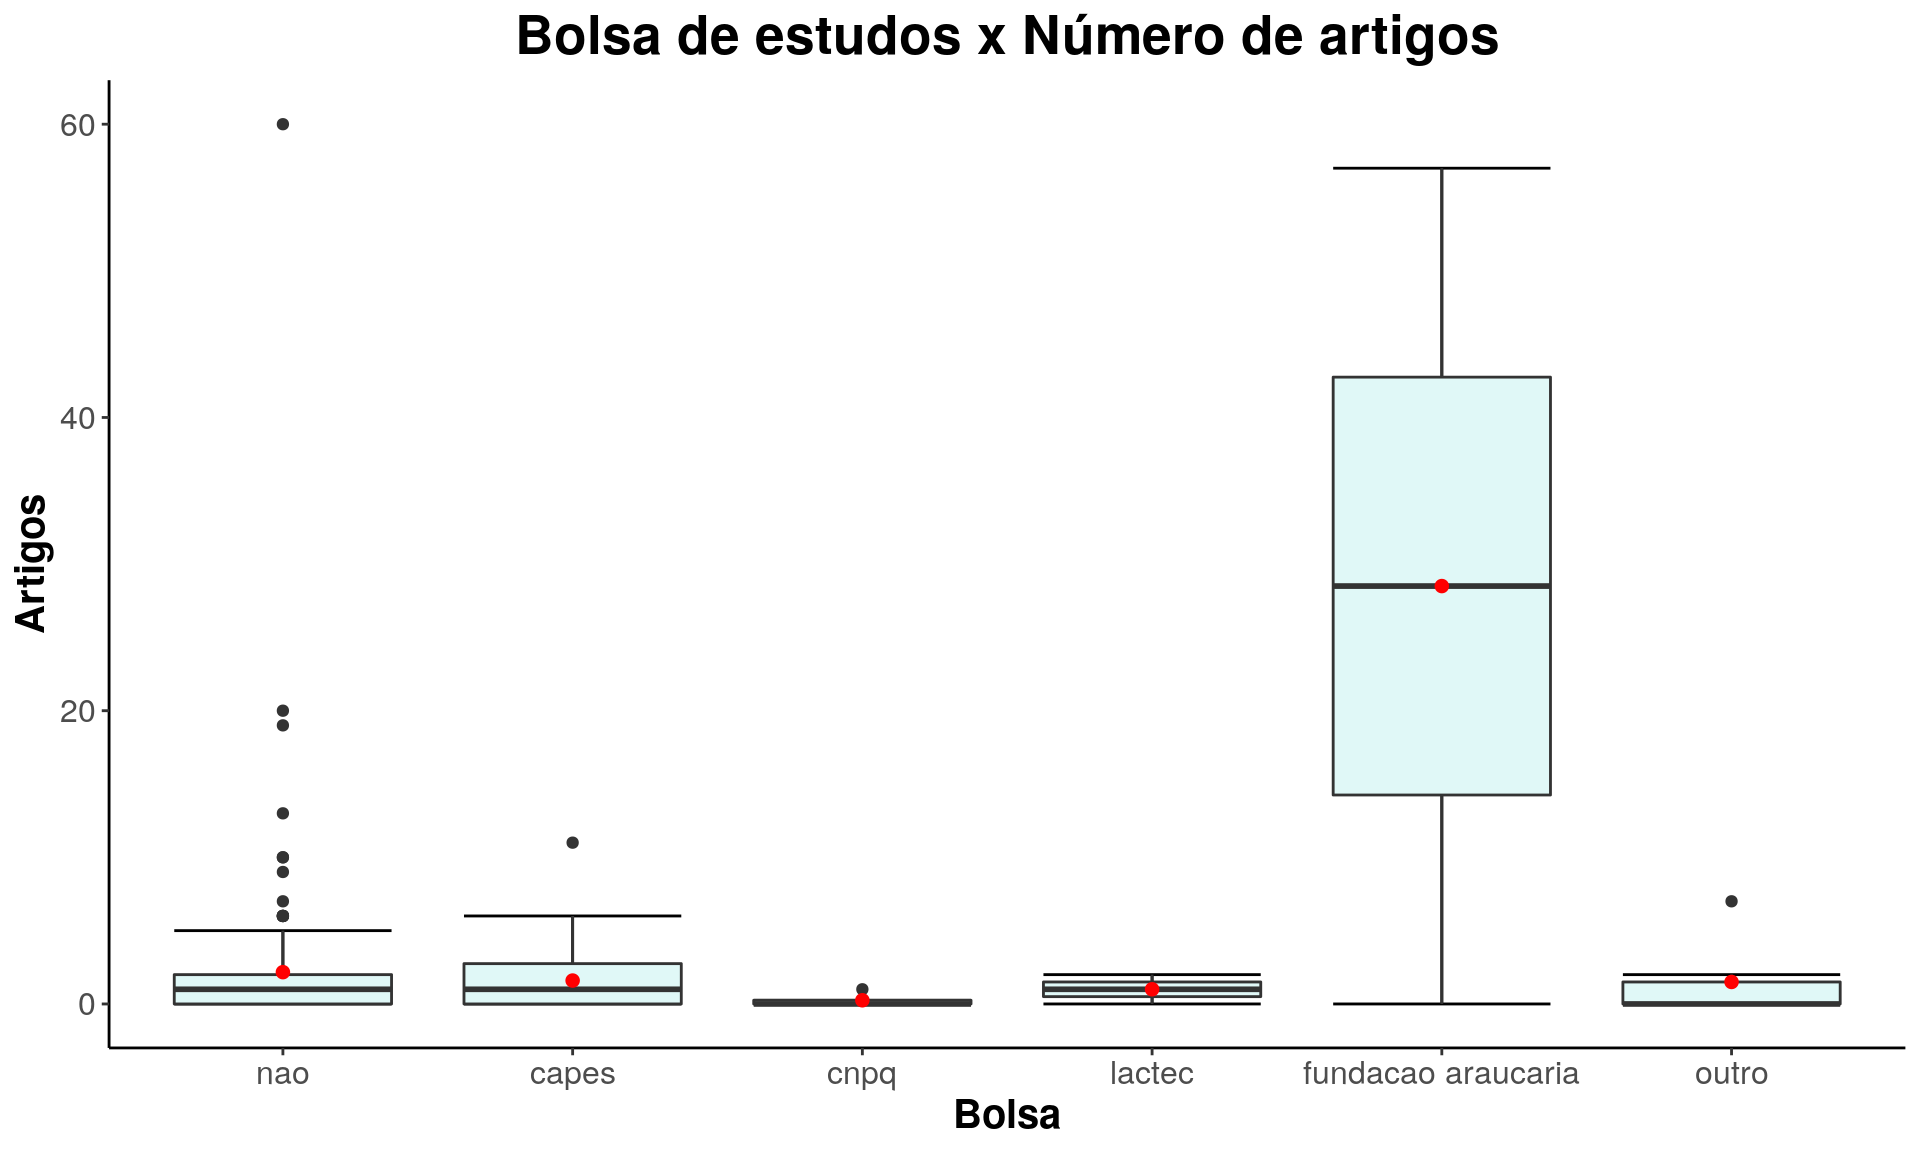 Bolsa de estudos x Número de artigos
Artigos
60
40
20
0
nao capes cnpq lactec fundacao araucaria outro
Bolsa